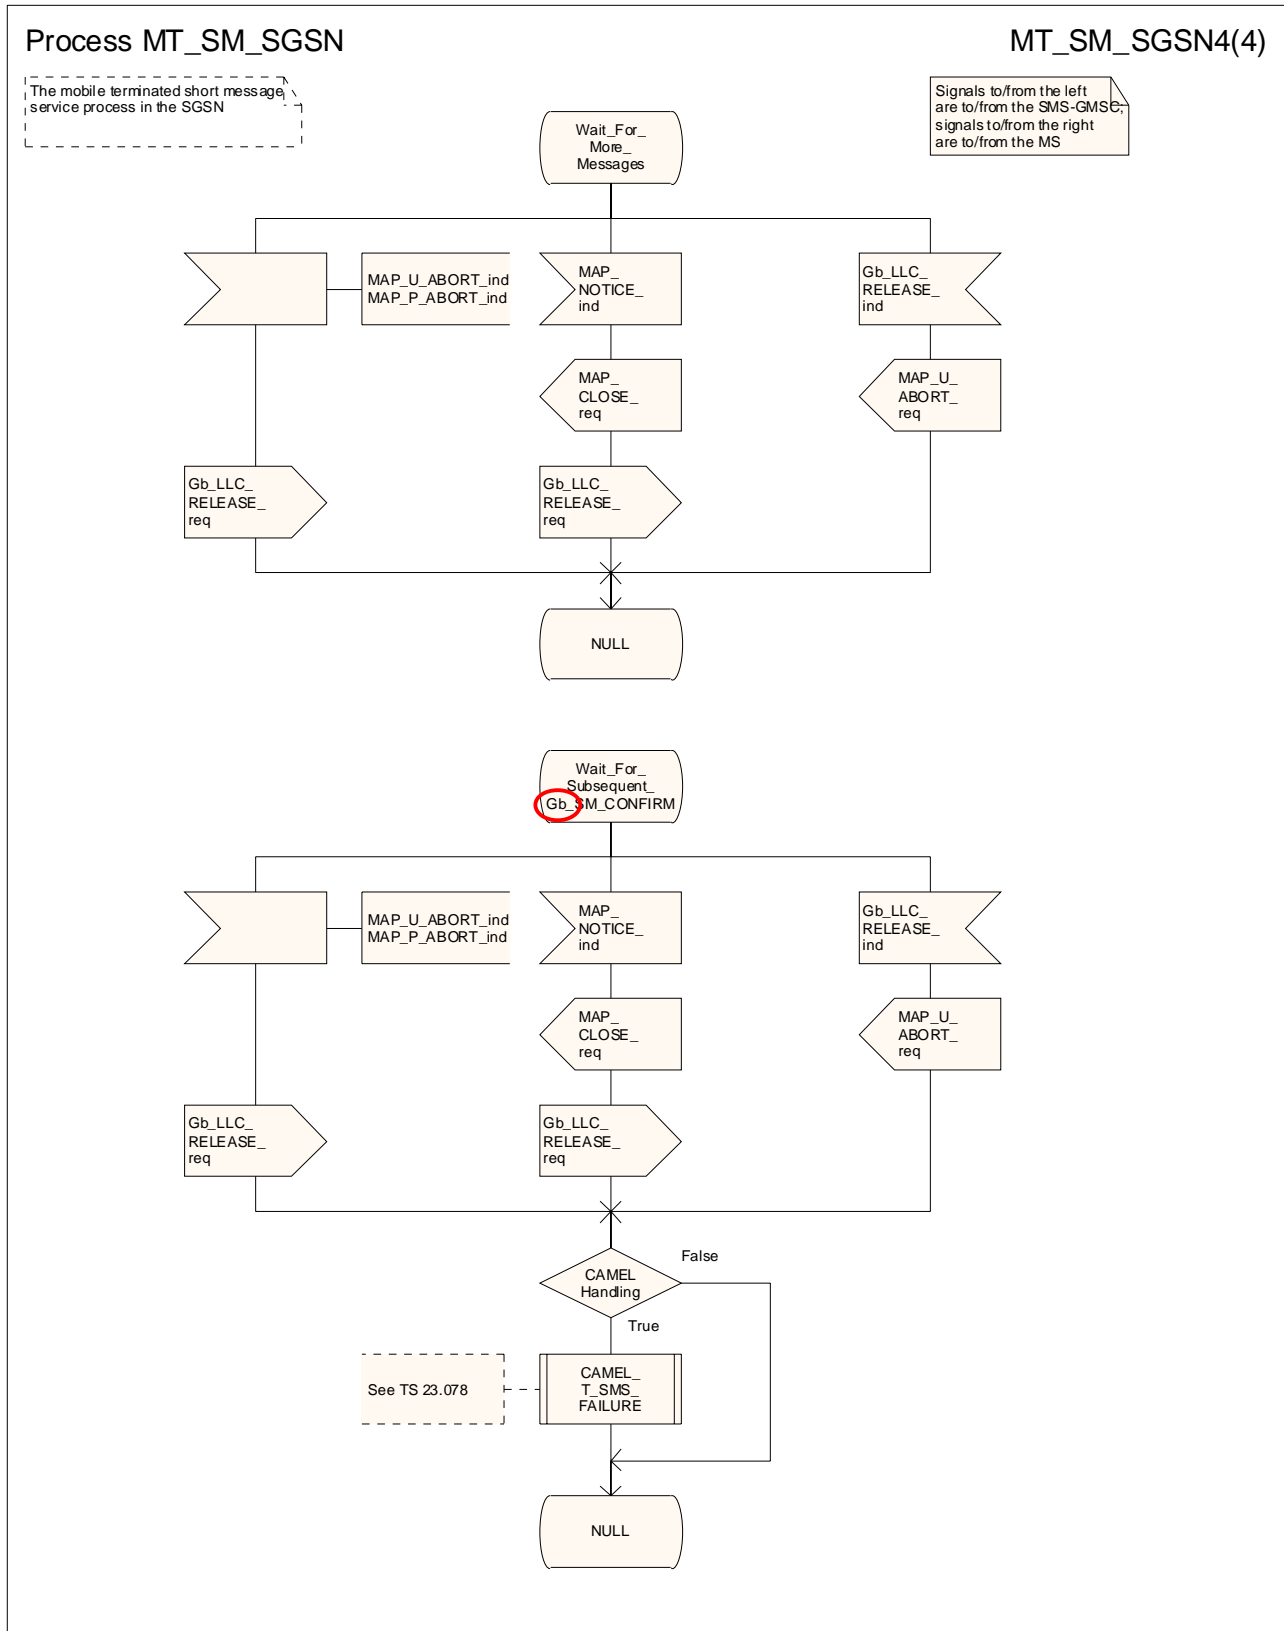 Process MT_SM_SGSN
MT_SM_SGSN4(4)
The mobile terminated short message
service process in the SGSN
Signals to/from the left
are to/from the SMS-GMSC;
signals to/from the right
are to/from the MS
Wait_For_
More_
Messages
MAP_U_ABORT_ind
MAP_P_ABORT_ind
MAP_
NOTICE_
ind
Gb_LLC_
RELEASE_
ind
MAP_
CLOSE_
req
MAP_U_
ABORT_
req
Gb_LLC_
RELEASE_
req
Gb_LLC_
RELEASE_
req
NULL
Wait_For_
Subsequent_
Gb_SM_CONFIRM
MAP_U_ABORT_ind
MAP_P_ABORT_ind
MAP_
NOTICE_
ind
Gb_LLC_
RELEASE_
ind
MAP_
CLOSE_
req
MAP_U_
ABORT_
req
Gb_LLC_
RELEASE_
req
Gb_LLC_
RELEASE_
req
False
CAMEL
Handling
True
See TS 23.078
CAMEL_
T_SMS_
FAILURE
NULL